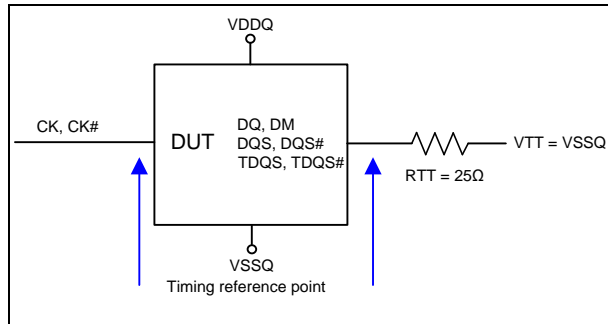 VDDQ
CK, CK#
DUT
DQ, DM
DQS, DQS#
TDQS, TDQS#
VTT = VSSQ
RTT = 25Ω
VSSQ
Timing reference point